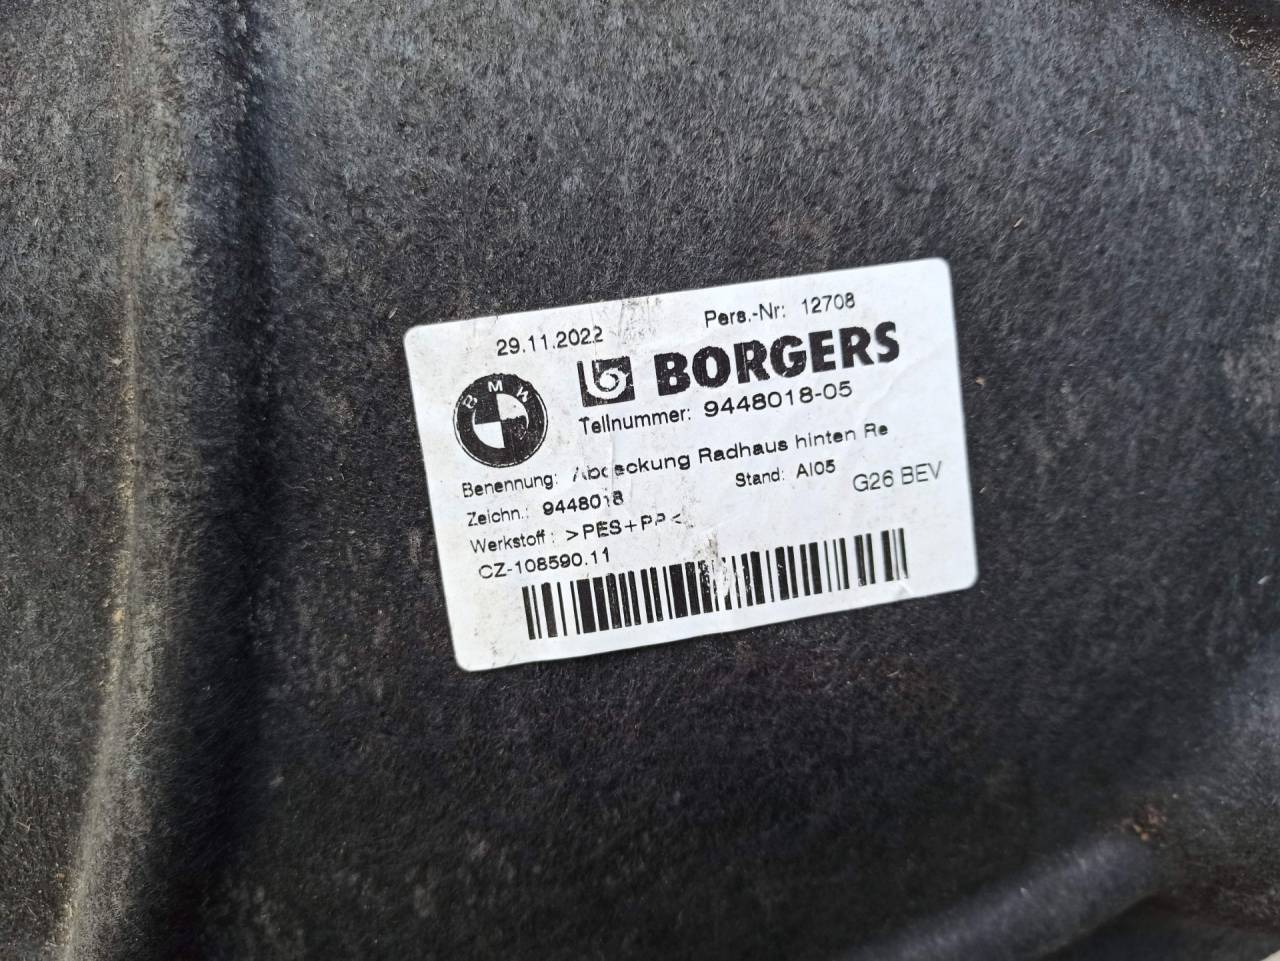 29.11.2022 Pers.-Nr: 12708
BMW BORGERS
Teilnummer: 9448018-05
Benennung: Abdeckung Radhaus hinten Re
Zeichn.: 9448018 Stand: AI05 G26 BEV
Werkstoff: >PES+PP<
CZ-108590.11